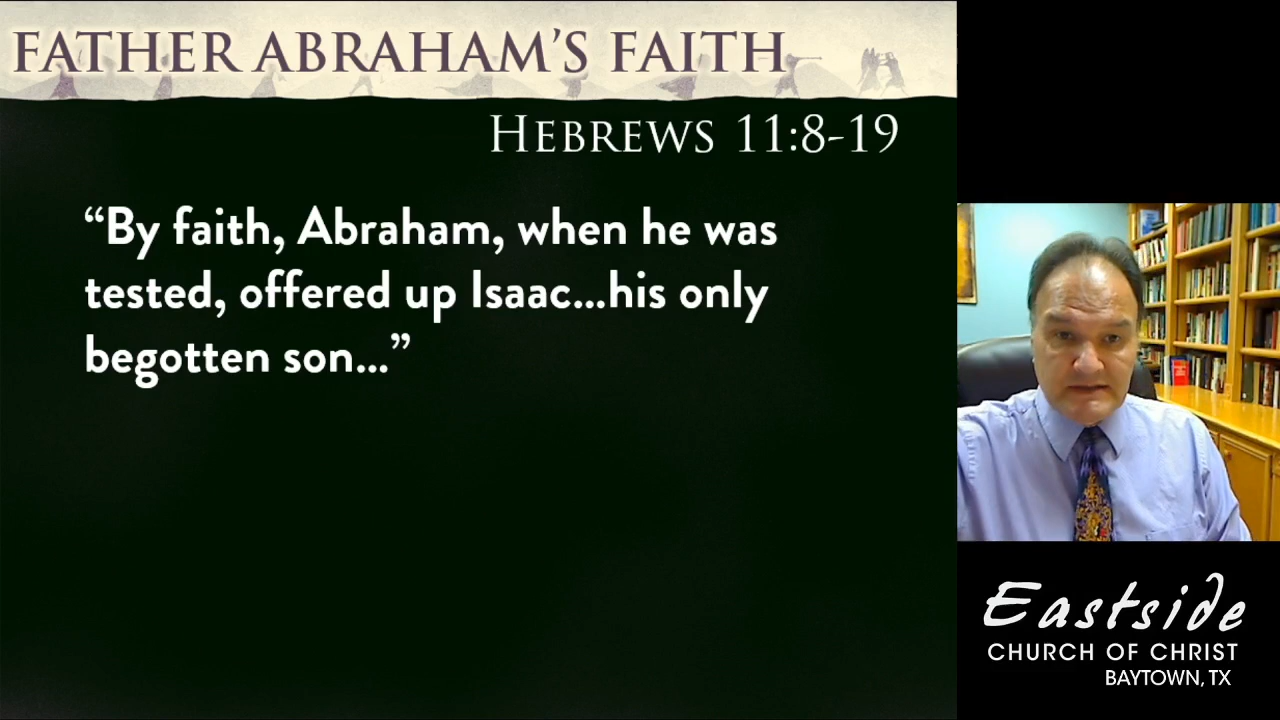 FATHER ABRAHAM’S FAITH
HEBREWS 11:8-19
“By faith, Abraham, when he was
tested, offered up Isaac...his only
begotten son...”
Eastside
CHURCH OF CHRIST
BAYTOWN, TX